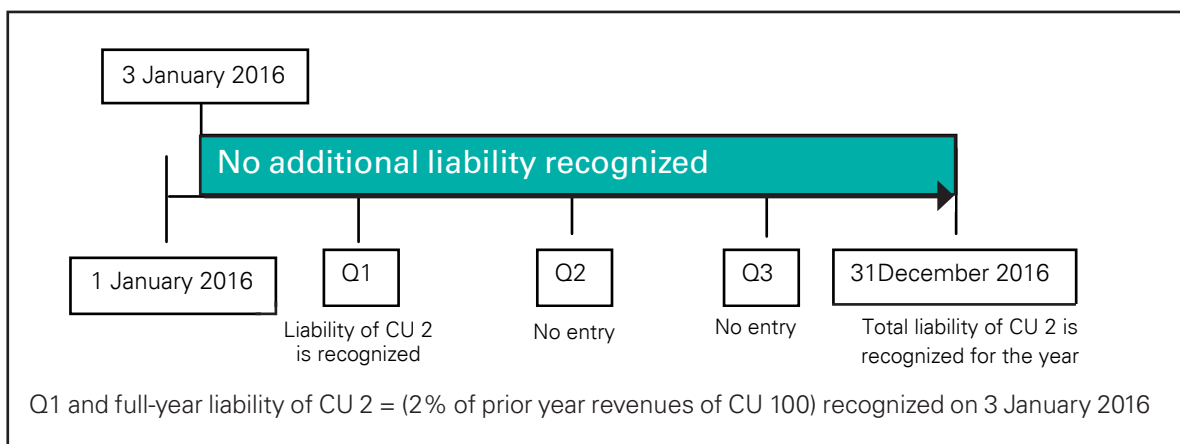 3 January 2016
No additional liability recognized
1 January 2016
Q1
Q2
Q3
31December 2016
Liability of CU 2
is recognized
No entry
No entry
Total liability of CU 2 is
recognized for the year
Q1 and full-year liability of CU 2 = (2% of prior year revenues of CU 100) recognized on 3 January 2016